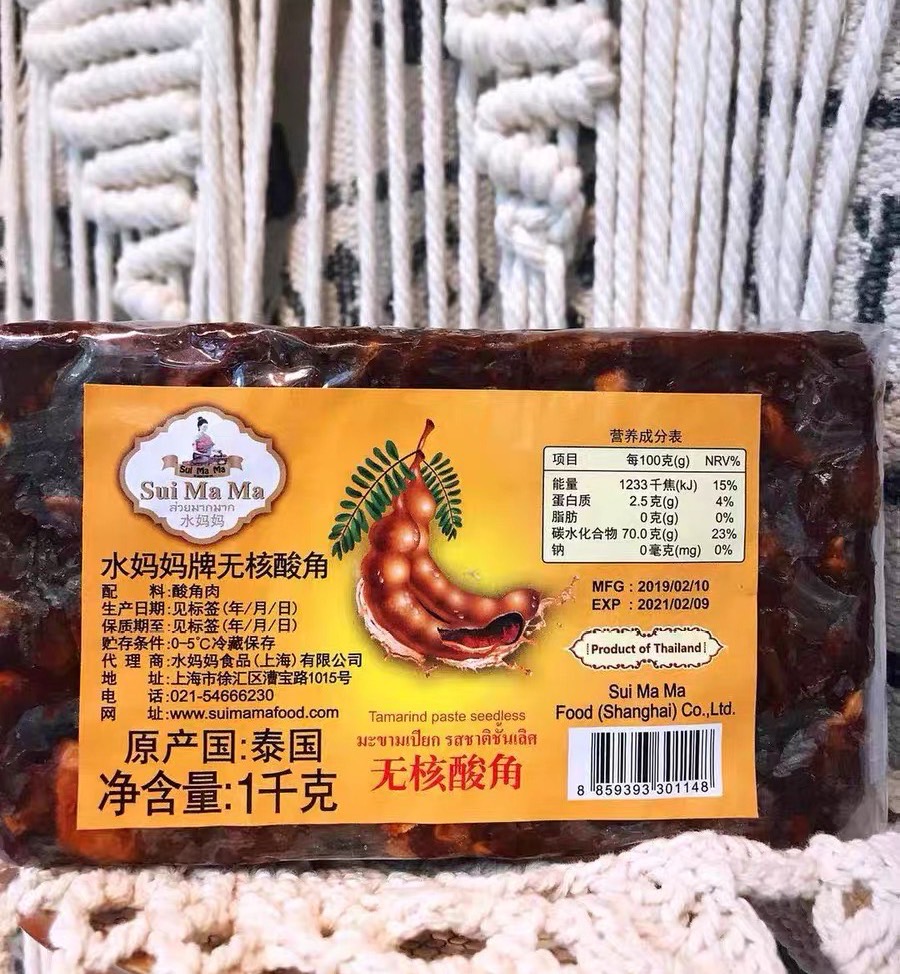 Sui Ma Ma
Sui Ma Ma
สวยมากมาก
水妈妈
水妈妈牌无核酸角
配 料:酸角肉
生产日期:见标签(年/月/日)
保质期至:见标签(年/月/日)
贮存条件:0-5℃冷藏保存
代 理 商:水妈妈食品(上海)有限公司
地 址:上海市徐汇区漕宝路1015号
电 话:021-54666230
网 址:www.suimamafood.com
原产国:泰国
净含量:1千克
Tamarind paste seedless
มะขามเปียก รสชาติชั้นเลิศ
无核酸角
营养成分表
项目 每100克(g) NRV%
能量 1233千焦(kJ) 15%
蛋白质 2.5克(g) 4%
脂肪 0克(g) 0%
碳水化合物 70.0克(g) 23%
钠 0毫克(mg) 0%
MFG : 2019/02/10
EXP : 2021/02/09
Product of Thailand
Sui Ma Ma
Food (Shanghai) Co.,Ltd.
8 859393 301148